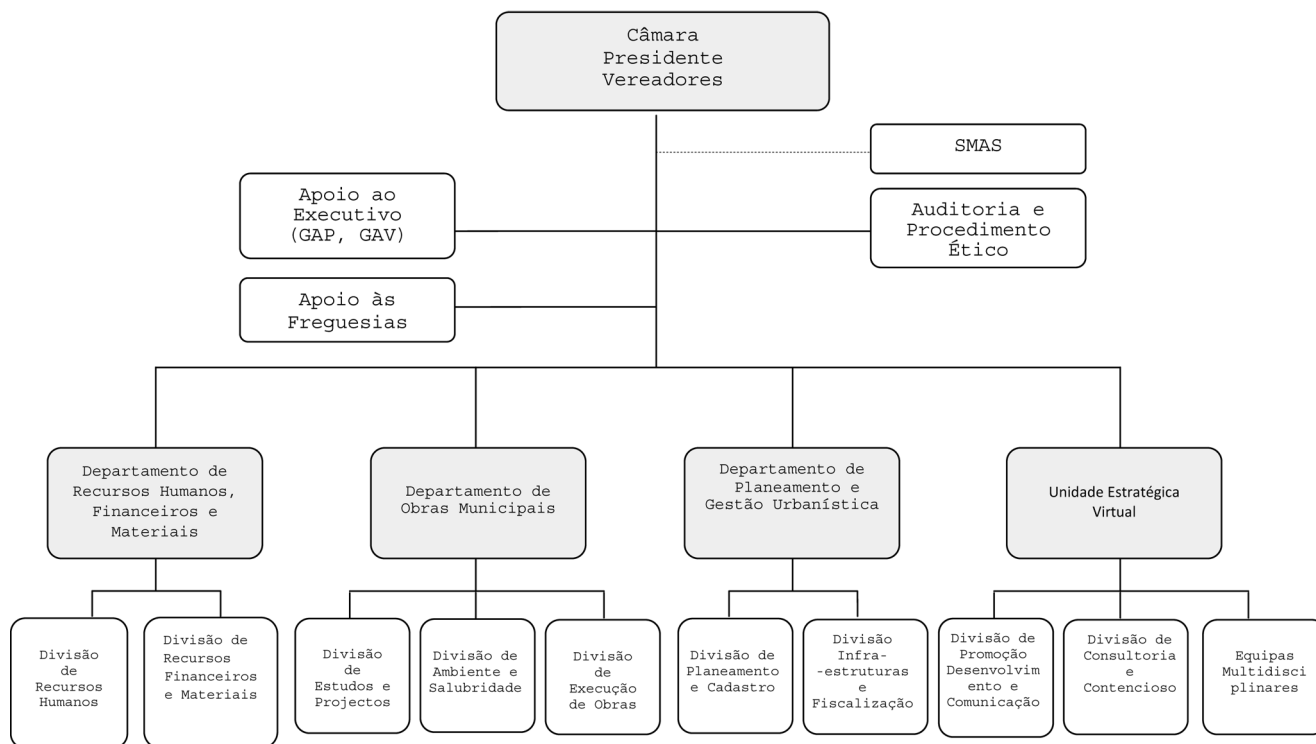 Câmara
Presidente
Vereadores
SMAS
Apoio ao
Executivo
(GAP, GAV)
Auditoria e
Procedimento
Ético
Apoio às
Freguesias
Departamento de
Recursos Humanos,
Financeiros e
Materiais
Departamento de
Obras Municipais
Departamento de
Planeamento e
Gestão Urbanística
Unidade Estratégica
Virtual
Divisão
de
Recursos
Humanos
Divisão de
Recursos
Financeiros
e Materiais
Divisão
de
Estudos e
Projectos
Divisão de
Ambiente e
Salubridade
Divisão
de
Execução
de Obras
Divisão de
Planeamento
e Cadastro
Divisão
Infra-
-estruturas
e
Fiscalização
Divisão de
Promoção
Desenvolvim
ento e
Comunicação
Divisão de
Consultoria
e
Contencioso
Equipas
Multidisci
plinares